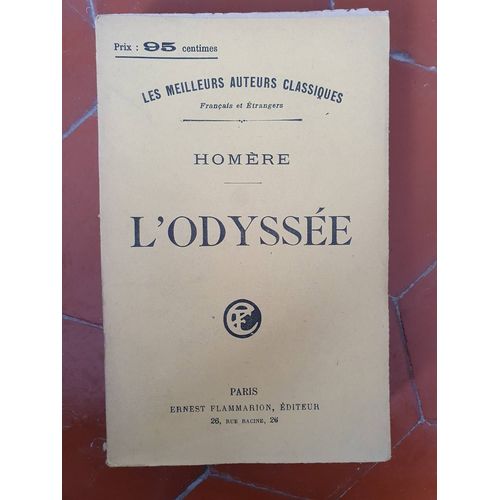 Prix : 95 centimes
LES MEILLEURS AUTEURS CLASSIQUES
Français et Étrangers
HOMÈRE
L'ODYSSÉE
EF
PARIS
ERNEST FLAMMARION, ÉDITEUR
26, RUE RACINE, 26